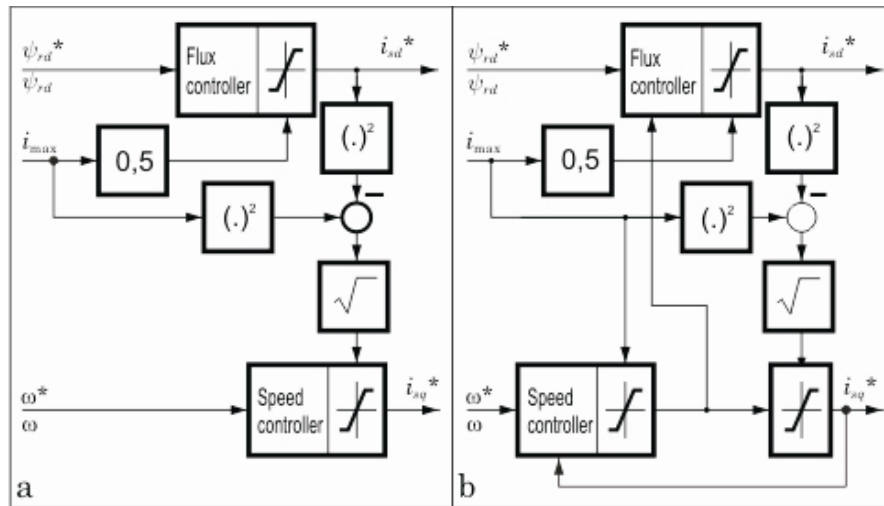 ψrd*
ψrd
Flux
controller
isd*
imax
0,5
(.)²
(.)²
−
√
ω*
ω
Speed
controller
isq*
a
ψrd*
ψrd
Flux
controller
isd*
imax
0,5
(.)²
(.)²
−
√
ω*
ω
Speed
controller
isq*
b